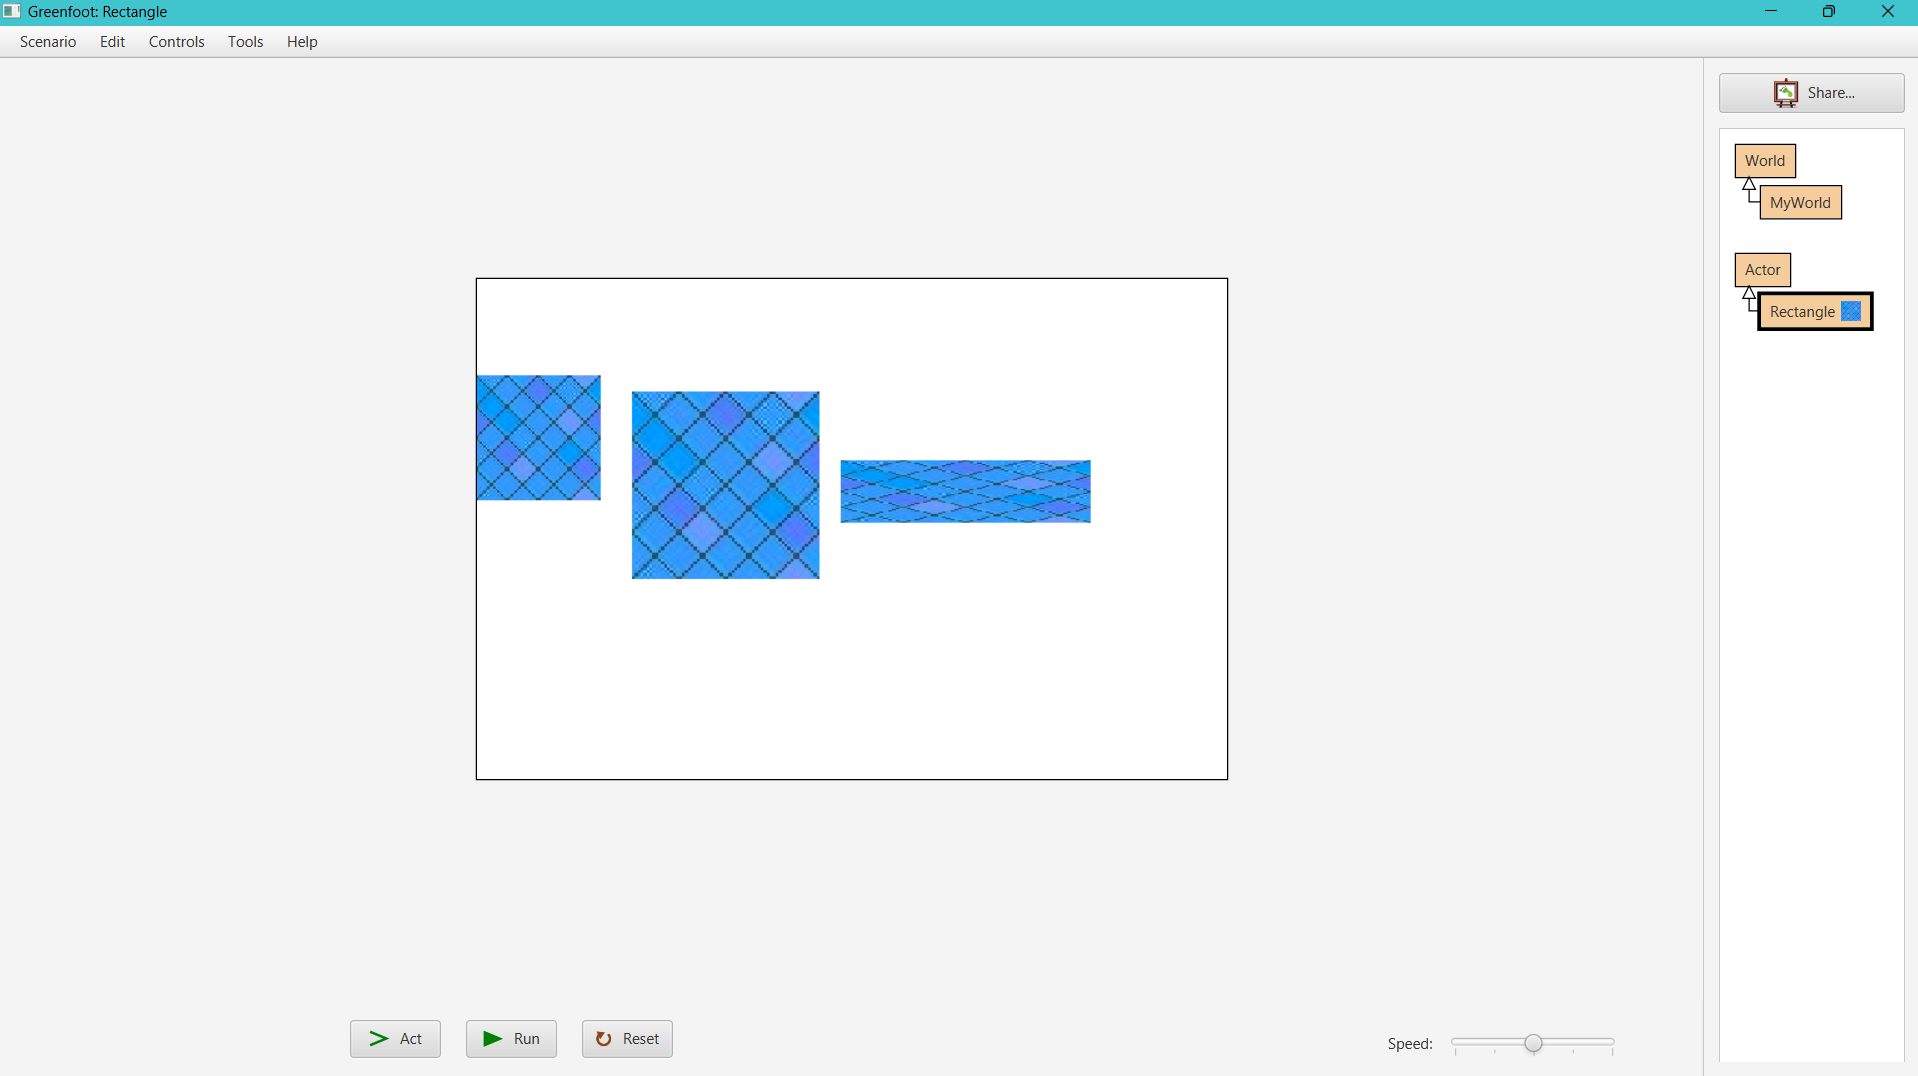 Greenfoot: Rectangle
Scenario Edit Controls Tools Help
Share...
World
MyWorld
Actor
Rectangle
Act Run Reset Speed: